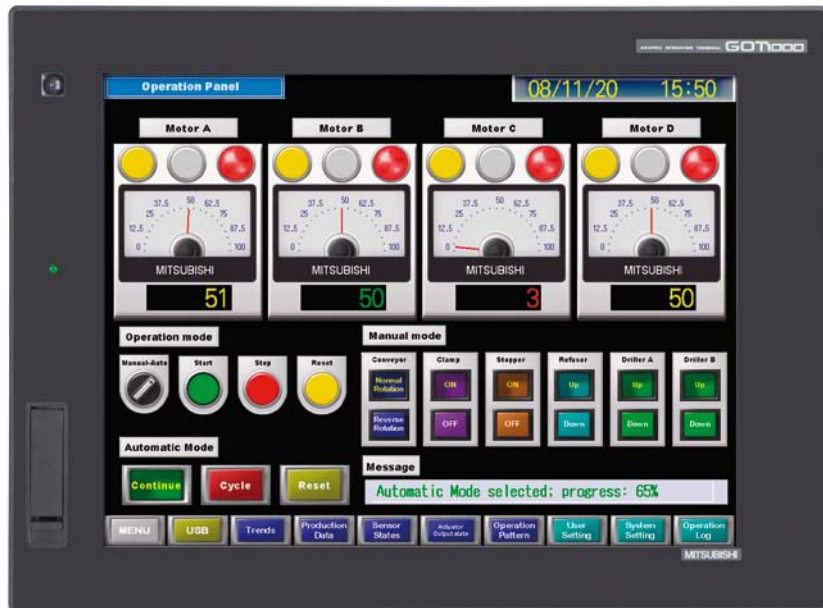 GRAPHIC OPERATION TERMINAL GOT1000
Operation Panel
08/11/20 15:50
Motor A
Motor B
Motor C
Motor D
37.5 50 62.5
25 75
12.5 87.5
0 100
MITSUBISHI
51
37.5 50 62.5
25 75
12.5 87.5
0 100
MITSUBISHI
50
37.5 50 62.5
25 75
12.5 87.5
0 100
MITSUBISHI
3
37.5 50 62.5
25 75
12.5 87.5
0 100
MITSUBISHI
50
Operation mode
Manual-Auto
Start
Stop
Reset
Manual mode
Conveyor
Normal
Rotation
Reverse
Rotation
Clamp
ON
OFF
Stopper
ON
OFF
Refuser
Up
Down
Driller A
Up
Down
Driller B
Up
Down
Automatic Mode
Continue
Cycle
Reset
Message
Automatic Mode selected; progress: 65%
MENU
USB
Trends
Production
Data
Sensor
States
Actuator
Output state
Operation
Pattern
User
Setting
System
Setting
Operation
Log
MITSUBISHI